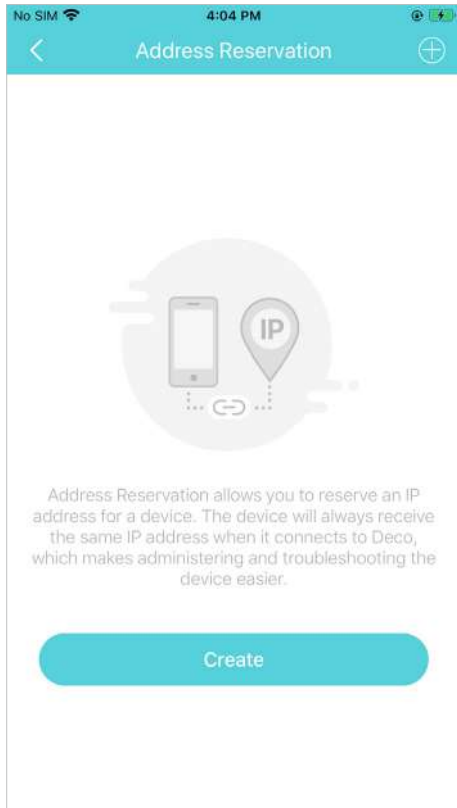 No SIM 4:04 PM
Address Reservation
IP
Address Reservation allows you to reserve an IP
address for a device. The device will always receive
the same IP address when it connects to Deco,
which makes administering and troubleshooting the
device easier.
Create